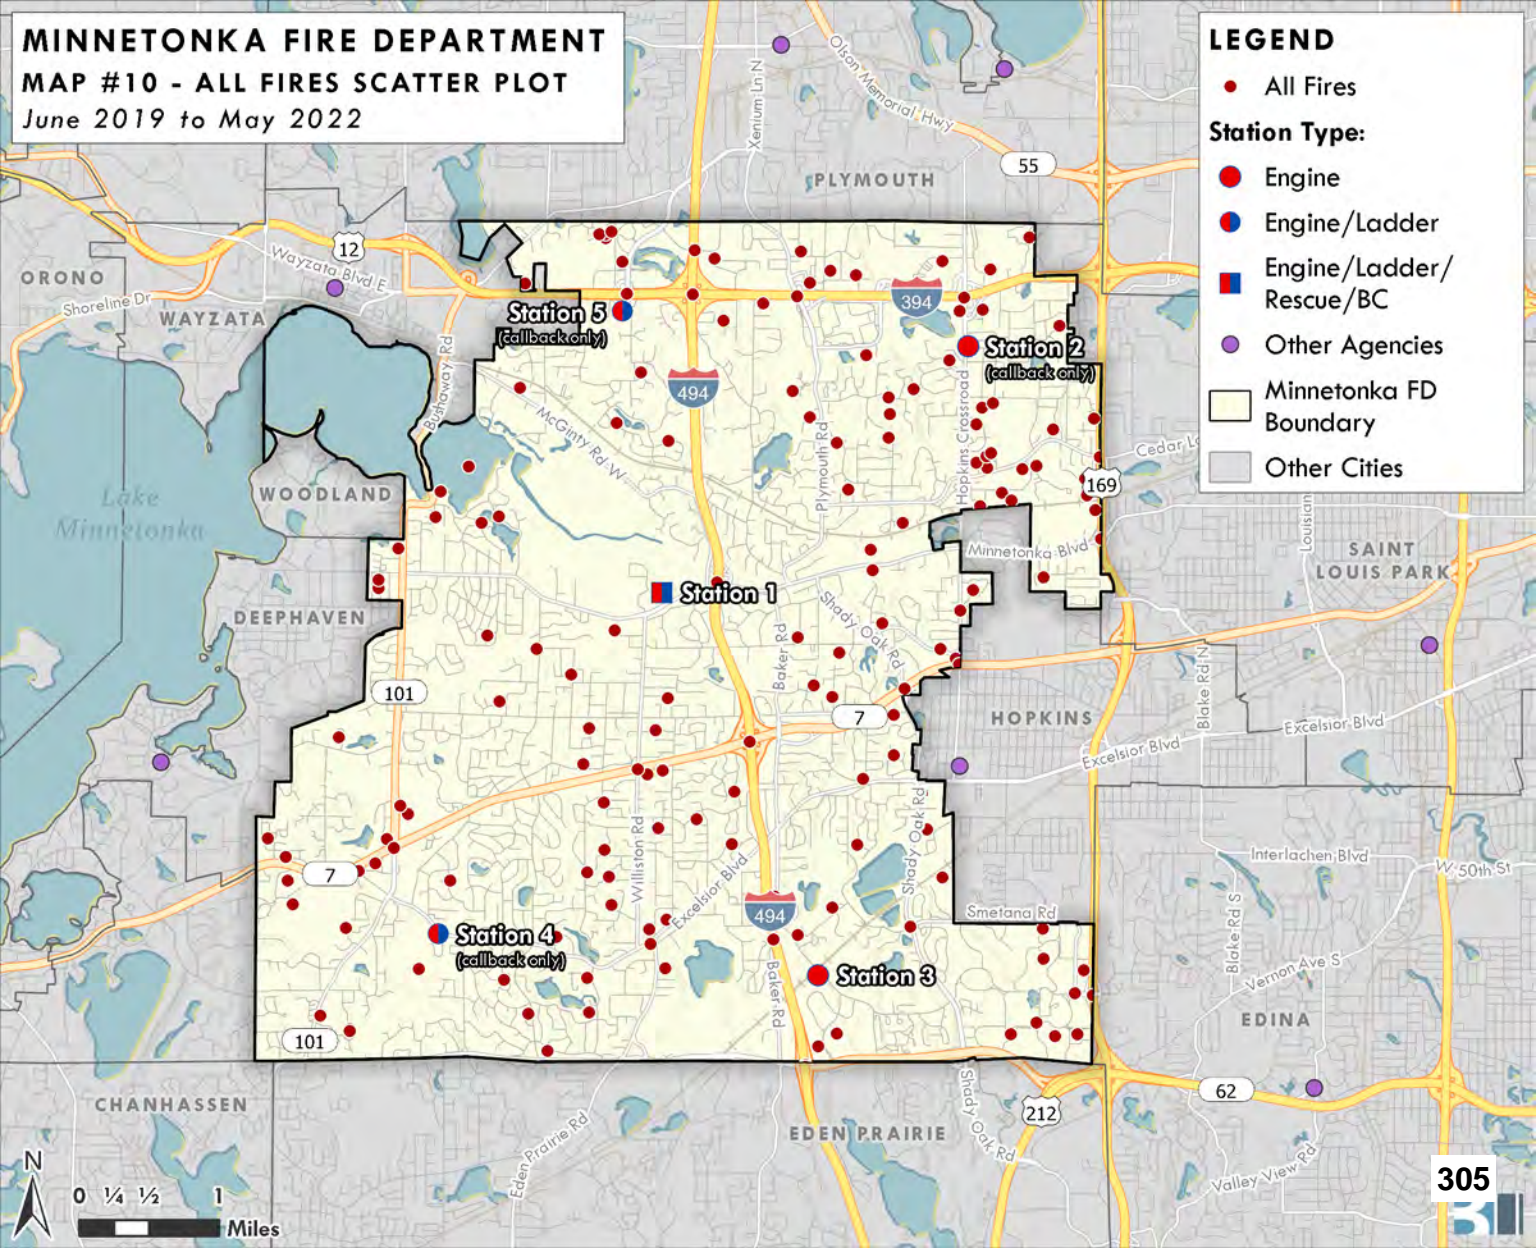 MINNETONKA FIRE DEPARTMENT
MAP #10 - ALL FIRES SCATTER PLOT
June 2019 to May 2022
LEGEND
All Fires
Station Type:
Engine
Engine/Ladder
Engine/Ladder/
Rescue/BC
Other Agencies
Minnetonka FD
Boundary
Other Cities
Xenium Ln N
Olson Memorial Hwy
55
PLYMOUTH
12
Wayzata Blvd E
ORONO
Shoreline Dr
WAYZATA
394
Station 5
(callback only)
Station 2
(callback only)
Bushaway Rd
494
McGinty Rd W
Plymouth Rd
Hopkins Crossroad
Cedar L
169
WOODLAND
Lake
Minnetonka
Louisian
Minnetonka Blvd
SAINT
LOUIS PARK
Station 1
DEEPHAVEN
Shady Oak Rd
Baker Rd
101
7
HOPKINS
Blake Rd N
Excelsior Blvd
Excelsior Blvd
Shady Oak Rd
Williston Rd
Excelsior Blvd
7
Interlachen Blvd
W 50th St
494
Smetana Rd
Blake Rd S
Station 4
(callback only)
Station 3
Vernon Ave S
Baker Rd
EDINA
101
CHANHASSEN
62
212
Shady Oak Rd
EDEN PRAIRIE
Eden Prairie Rd
Valley View Rd
N
0 ¼ ½ 1
Miles
305